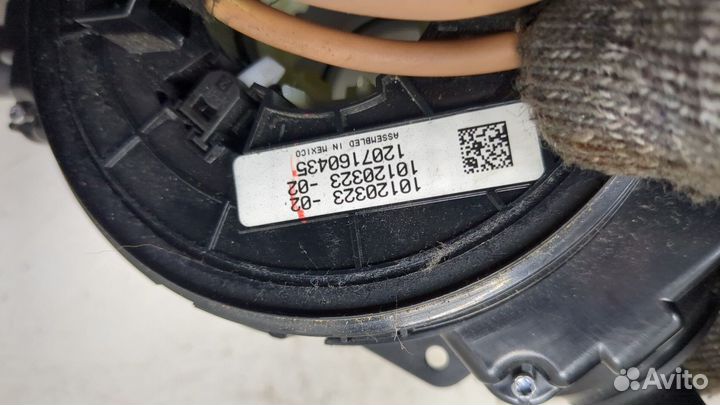 10120323 -02
10120323 -02
1207160435
ASSEMBLED IN MEXICO
Avito